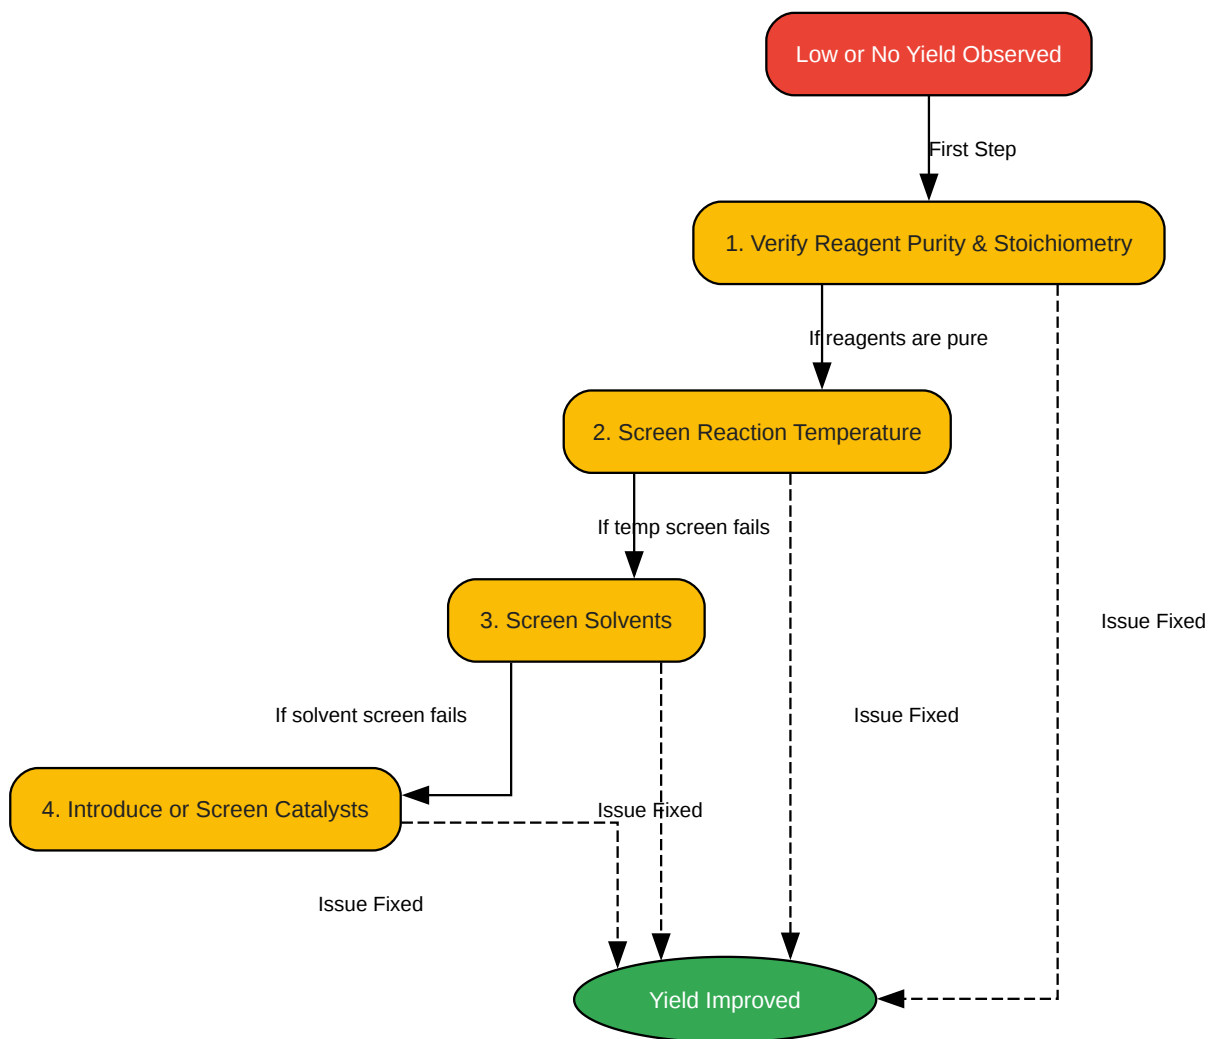 Low or No Yield Observed
First Step
1. Verify Reagent Purity & Stoichiometry
If reagents are pure
2. Screen Reaction Temperature
If temp screen fails
3. Screen Solvents
Issue Fixed
If solvent screen fails
Issue Fixed
4. Introduce or Screen Catalysts
Issue Fixed
Issue Fixed
Yield Improved